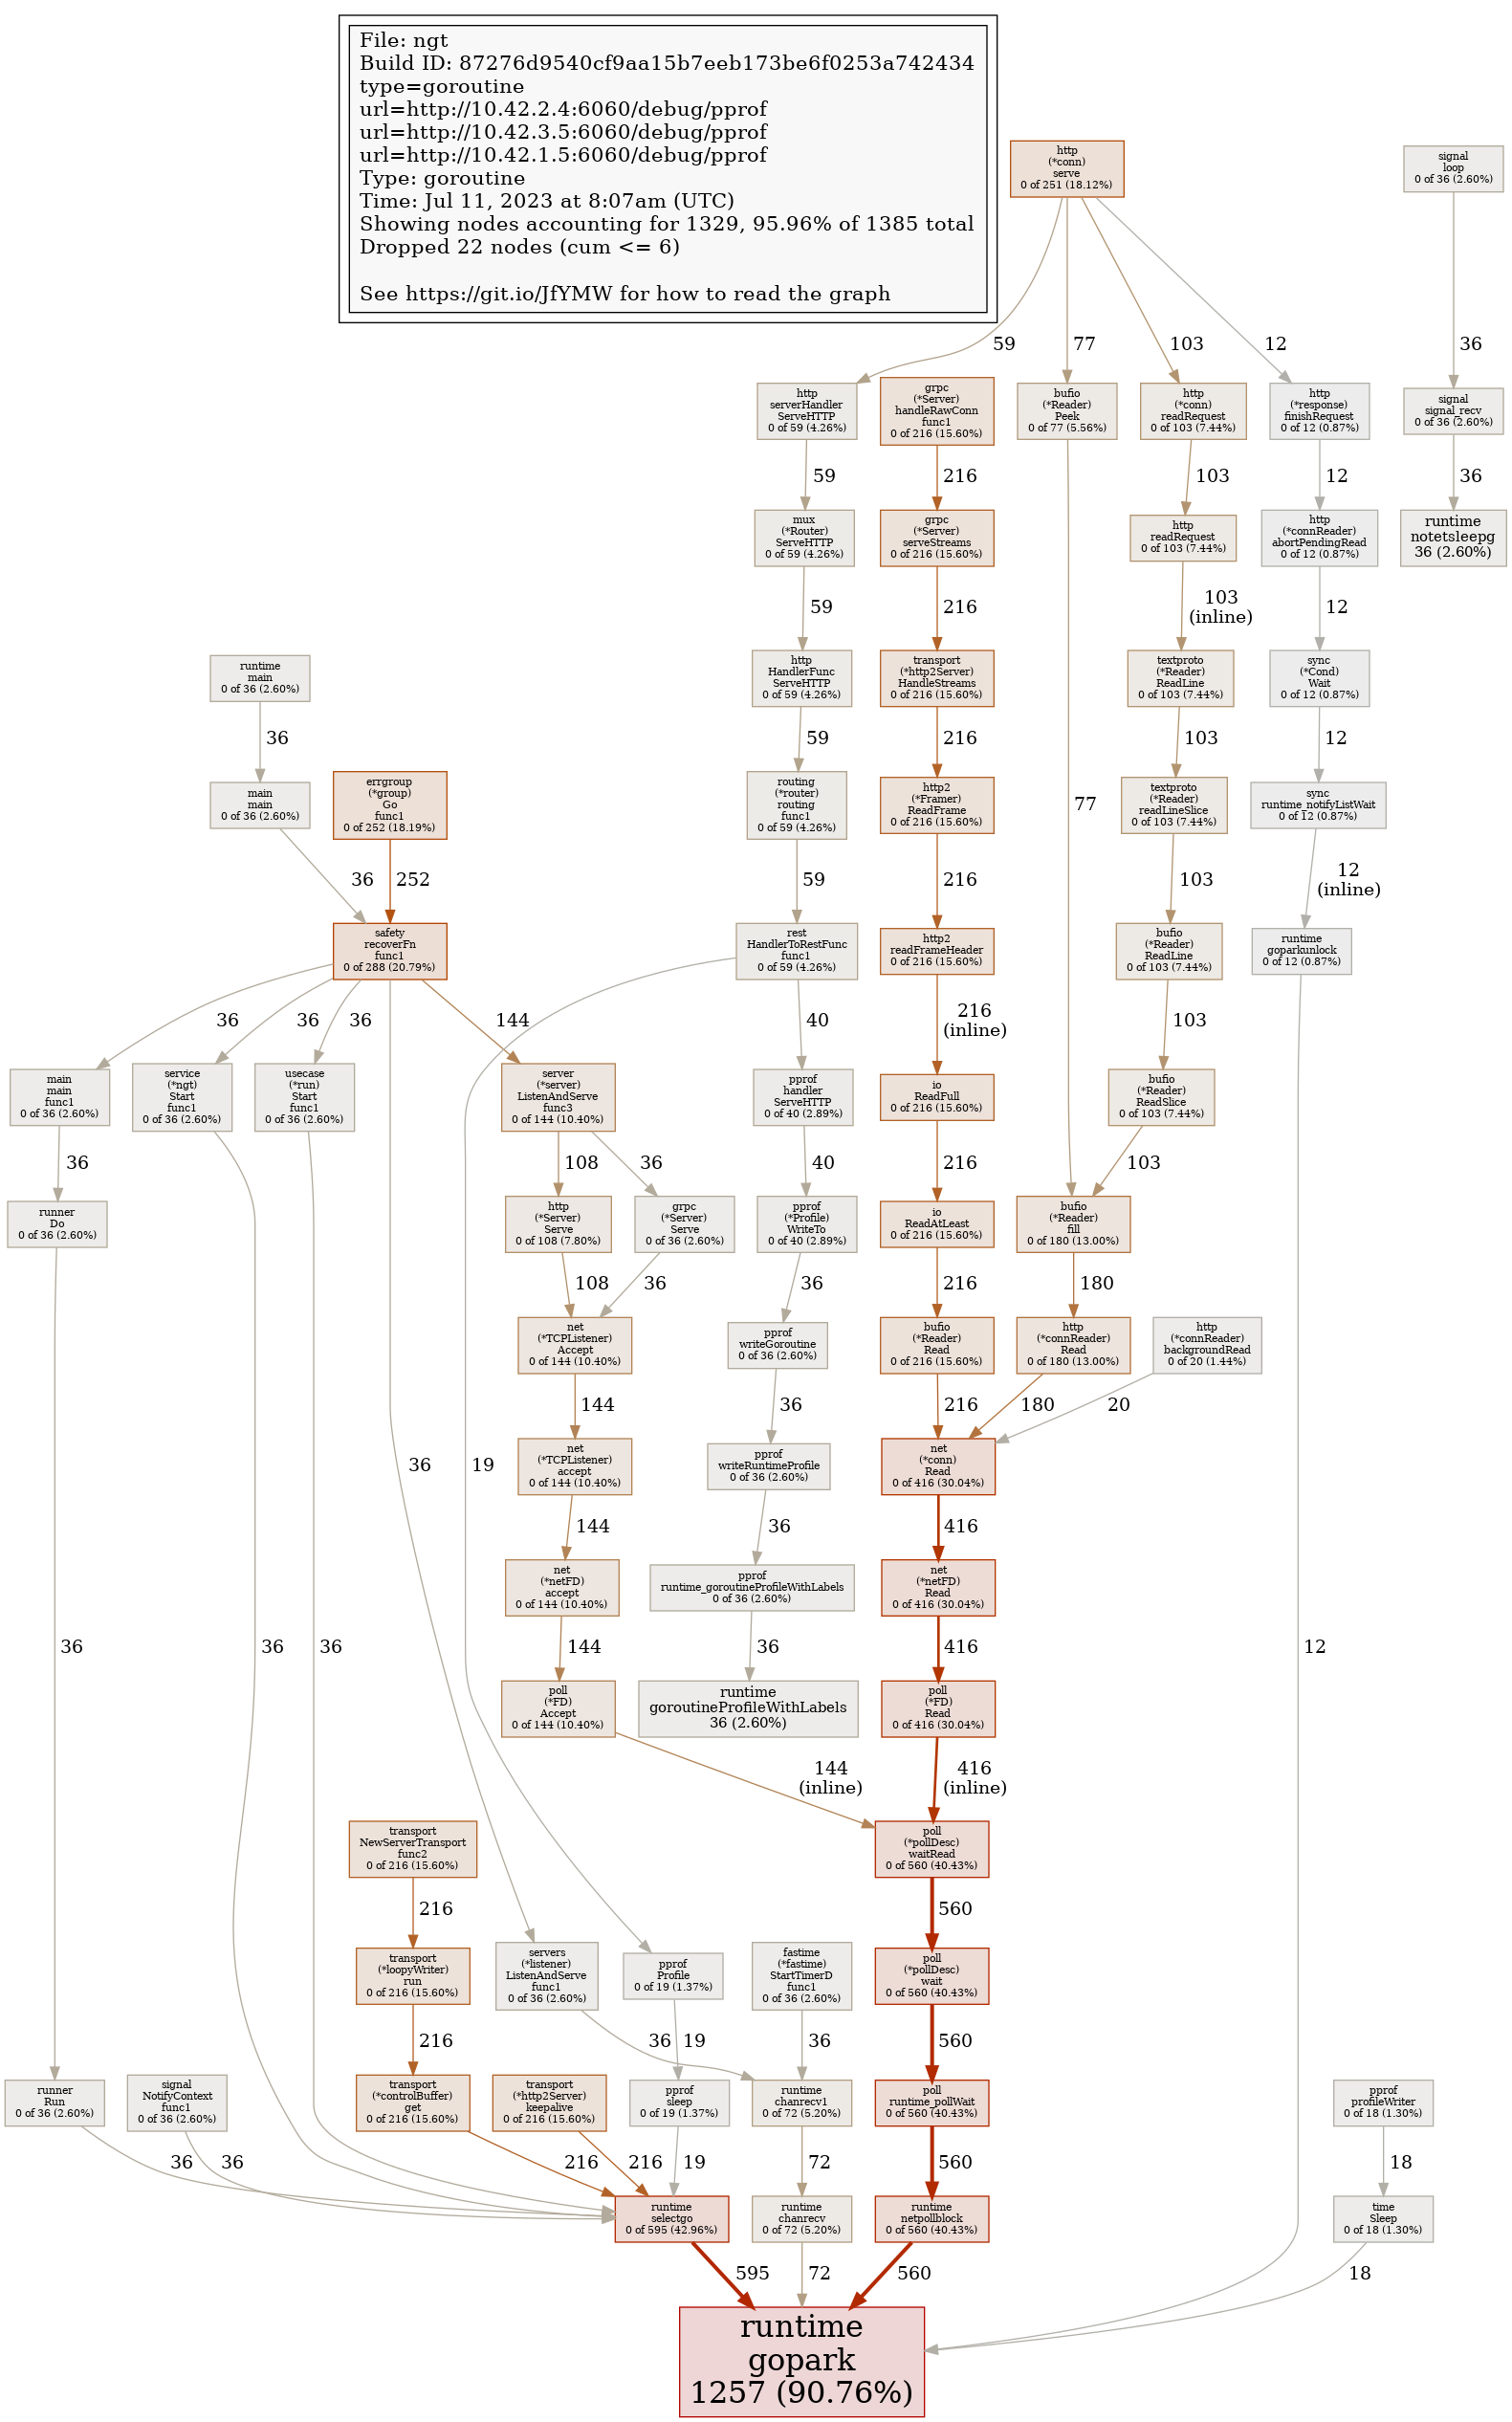 File: ngt
Build ID: 87276d9540cf9aa15b7eeb173be6f0253a742434
type=goroutine
url=http://10.42.2.4:6060/debug/pprof
url=http://10.42.3.5:6060/debug/pprof
url=http://10.42.1.5:6060/debug/pprof
Type: goroutine
Time: Jul 11, 2023 at 8:07am (UTC)
Showing nodes accounting for 1329, 95.96% of 1385 total
Dropped 22 nodes (cum <= 6)
See https://git.io/JfYMW for how to read the graph
http
(*conn)
serve
0 of 251 (18.12%)
signal
loop
0 of 36 (2.60%)
59
77
103
12
36
http
serverHandler
ServeHTTP
0 of 59 (4.26%)
grpc
(*Server)
handleRawConn
func1
0 of 216 (15.60%)
bufio
(*Reader)
Peek
0 of 77 (5.56%)
http
(*conn)
readRequest
0 of 103 (7.44%)
http
(*response)
finishRequest
0 of 12 (0.87%)
signal
signal_recv
0 of 36 (2.60%)
59
216
103
12
36
mux
(*Router)
ServeHTTP
0 of 59 (4.26%)
grpc
(*Server)
serveStreams
0 of 216 (15.60%)
http
readRequest
0 of 103 (7.44%)
http
(*connReader)
abortPendingRead
0 of 12 (0.87%)
runtime
notetsleepg
36 (2.60%)
59
216
103
(inline)
12
runtime
main
0 of 36 (2.60%)
http
HandlerFunc
ServeHTTP
0 of 59 (4.26%)
transport
(*http2Server)
HandleStreams
0 of 216 (15.60%)
textproto
(*Reader)
ReadLine
0 of 103 (7.44%)
sync
(*Cond)
Wait
0 of 12 (0.87%)
36
59
216
103
12
main
main
0 of 36 (2.60%)
errgroup
(*group)
Go
func1
0 of 252 (18.19%)
routing
(*router)
routing
func1
0 of 59 (4.26%)
http2
(*Framer)
ReadFrame
0 of 216 (15.60%)
77
textproto
(*Reader)
readLineSlice
0 of 103 (7.44%)
sync
runtime_notifyListWait
0 of 12 (0.87%)
36
252
59
216
103
12
(inline)
safety
recoverFn
func1
0 of 288 (20.79%)
rest
HandlerToRestFunc
func1
0 of 59 (4.26%)
http2
readFrameHeader
0 of 216 (15.60%)
bufio
(*Reader)
ReadLine
0 of 103 (7.44%)
runtime
goparkunlock
0 of 12 (0.87%)
36
36
36
144
40
216
(inline)
103
main
main
func1
0 of 36 (2.60%)
service
(*ngt)
Start
func1
0 of 36 (2.60%)
usecase
(*run)
Start
func1
0 of 36 (2.60%)
server
(*server)
ListenAndServe
func3
0 of 144 (10.40%)
pprof
handler
ServeHTTP
0 of 40 (2.89%)
io
ReadFull
0 of 216 (15.60%)
bufio
(*Reader)
ReadSlice
0 of 103 (7.44%)
36
108
36
40
216
103
runner
Do
0 of 36 (2.60%)
http
(*Server)
Serve
0 of 108 (7.80%)
grpc
(*Server)
Serve
0 of 36 (2.60%)
pprof
(*Profile)
WriteTo
0 of 40 (2.89%)
io
ReadAtLeast
0 of 216 (15.60%)
bufio
(*Reader)
fill
0 of 180 (13.00%)
108
36
36
216
180
net
(*TCPListener)
Accept
0 of 144 (10.40%)
pprof
writeGoroutine
0 of 36 (2.60%)
bufio
(*Reader)
Read
0 of 216 (15.60%)
http
(*connReader)
Read
0 of 180 (13.00%)
http
(*connReader)
backgroundRead
0 of 20 (1.44%)
144
36
216
180
20
36
19
net
(*TCPListener)
accept
0 of 144 (10.40%)
pprof
writeRuntimeProfile
0 of 36 (2.60%)
net
(*conn)
Read
0 of 416 (30.04%)
144
36
416
net
(*netFD)
accept
0 of 144 (10.40%)
pprof
runtime_goroutineProfileWithLabels
0 of 36 (2.60%)
net
(*netFD)
Read
0 of 416 (30.04%)
36
36
36
144
36
416
12
poll
(*FD)
Accept
0 of 144 (10.40%)
runtime
goroutineProfileWithLabels
36 (2.60%)
poll
(*FD)
Read
0 of 416 (30.04%)
144
(inline)
416
(inline)
transport
NewServerTransport
func2
0 of 216 (15.60%)
poll
(*pollDesc)
waitRead
0 of 560 (40.43%)
216
560
transport
(*loopyWriter)
run
0 of 216 (15.60%)
servers
(*listener)
ListenAndServe
func1
0 of 36 (2.60%)
pprof
Profile
0 of 19 (1.37%)
fastime
(*fastime)
StartTimerD
func1
0 of 36 (2.60%)
poll
(*pollDesc)
wait
0 of 560 (40.43%)
216
36
19
36
560
runner
Run
0 of 36 (2.60%)
signal
NotifyContext
func1
0 of 36 (2.60%)
transport
(*controlBuffer)
get
0 of 216 (15.60%)
transport
(*http2Server)
keepalive
0 of 216 (15.60%)
pprof
sleep
0 of 19 (1.37%)
runtime
chanrecv1
0 of 72 (5.20%)
poll
runtime_pollWait
0 of 560 (40.43%)
pprof
profileWriter
0 of 18 (1.30%)
36
36
216
216
19
72
560
18
runtime
selectgo
0 of 595 (42.96%)
runtime
chanrecv
0 of 72 (5.20%)
runtime
netpollblock
0 of 560 (40.43%)
time
Sleep
0 of 18 (1.30%)
595
72
560
18
runtime
gopark
1257 (90.76%)